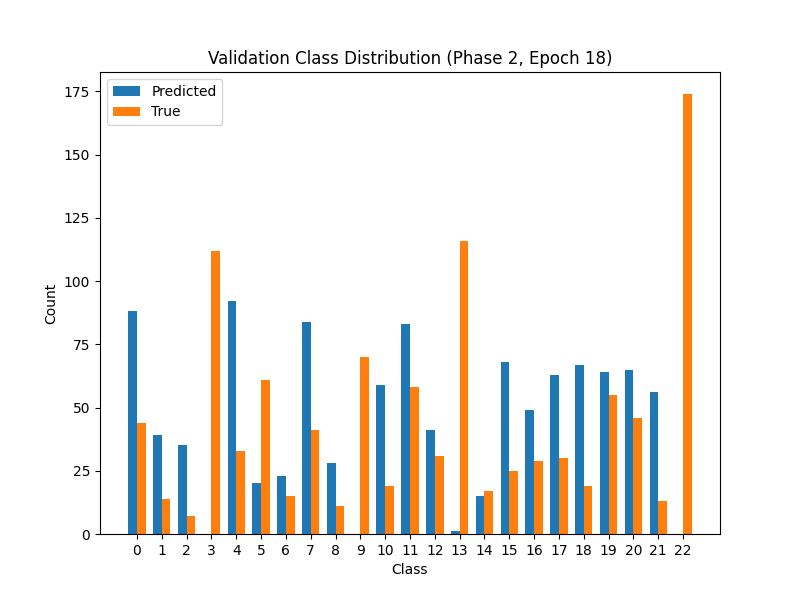 Validation Class Distribution (Phase 2, Epoch 18)
Predicted
True
175
150
125
100
75
50
25
0
Count
0 1 2 3 4 5 6 7 8 9 10 11 12 13 14 15 16 17 18 19 20 21 22
Class